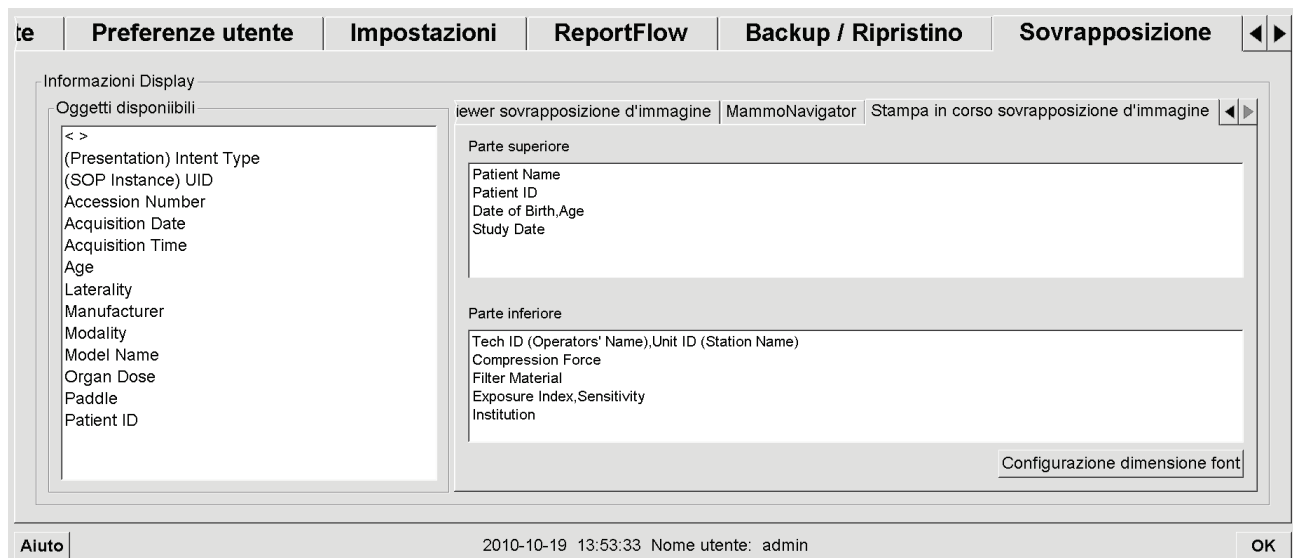 te Preferenze utente Impostazioni ReportFlow Backup / Ripristino Sovrapposizione
Informazioni Display
Oggetti disponiibili
< >
(Presentation) Intent Type
(SOP Instance) UID
Accession Number
Acquisition Date
Acquisition Time
Age
Laterality
Manufacturer
Modality
Model Name
Organ Dose
Paddle
Patient ID
iewer sovrapposizione d'immagine MammoNavigator Stampa in corso sovrapposizione d'immagine
Parte superiore
Patient Name
Patient ID
Date of Birth,Age
Study Date
Parte inferiore
Tech ID (Operators' Name),Unit ID (Station Name)
Compression Force
Filter Material
Exposure Index,Sensitivity
Institution
Configurazione dimensione font
Aiuto 2010-10-19 13:53:33 Nome utente: admin OK